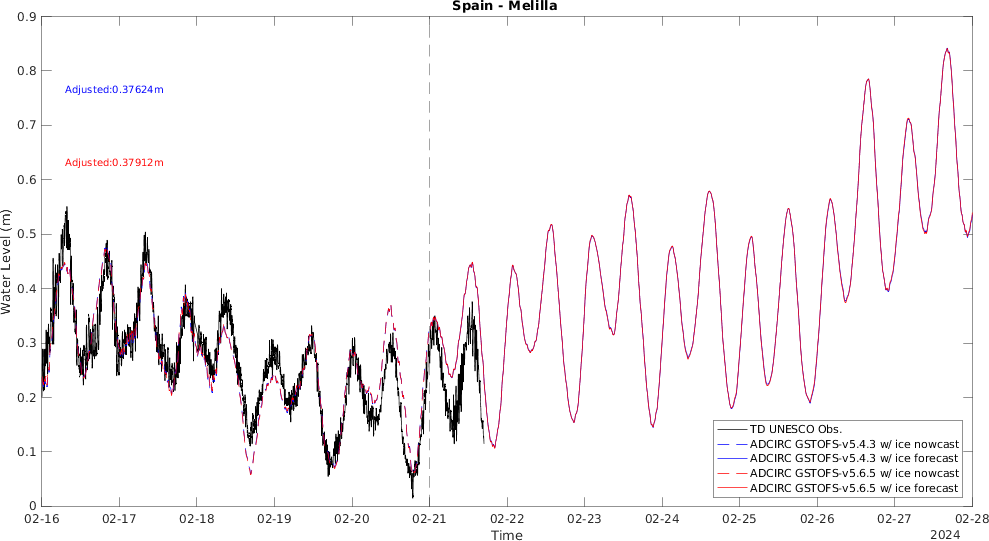 Spain - Melilla
Water Level (m)
0.9
0.8
0.7
0.6
0.5
0.4
0.3
0.2
0.1
0
Adjusted:0.37624m
Adjusted:0.37912m
TD UNESCO Obs.
ADCIRC GSTOFS-v5.4.3 w/ ice nowcast
ADCIRC GSTOFS-v5.4.3 w/ ice forecast
ADCIRC GSTOFS-v5.6.5 w/ ice nowcast
ADCIRC GSTOFS-v5.6.5 w/ ice forecast
02-16 02-17 02-18 02-19 02-20 02-21 02-22 02-23 02-24 02-25 02-26 02-27 02-28
Time
2024